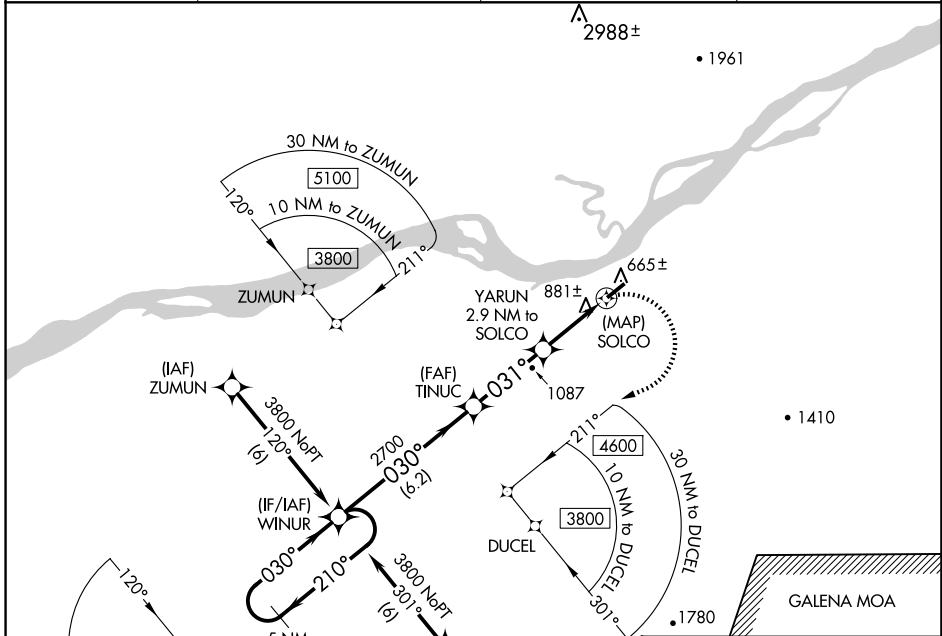 2988±
1961
30 NM to ZUMUN
5100
120°
10 NM to ZUMUN
3800
211°
ZUMUN
YARUN
2.9 NM to
SOLCO
881±
665±
(MAP)
SOLCO
(IAF)
ZUMUN
(FAF)
TINUC
031°
1087
3800 NoPT
120°
(6)
2700
030°
(6.2)
211°
4600
1410
30 NM to DUCEL
10 NM to DUCEL
3800
DUCEL
301°
(IF/IAF)
WINUR
030°
210°
3800 NoPT
301°
(6)
120°
5 NM
1780
GALENA MOA